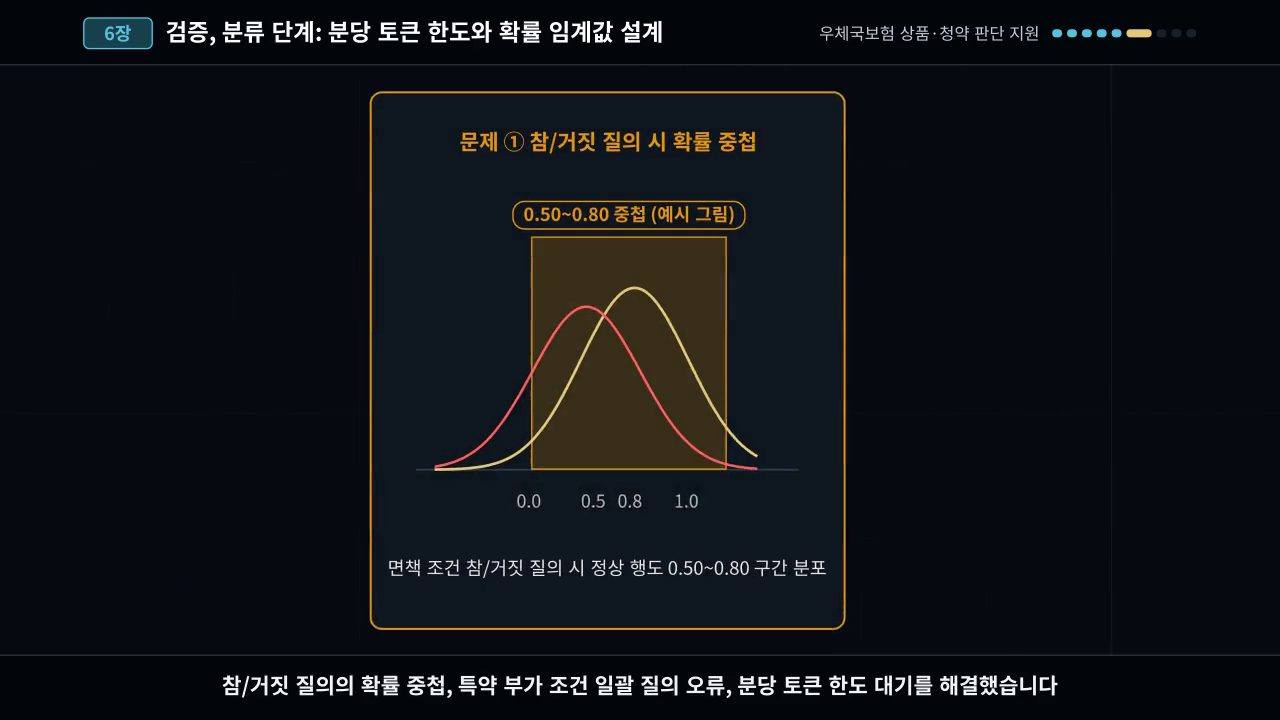 6장
검증, 분류 단계: 분당 토큰 한도와 확률 임계값 설계
우체국보험 상품·청약 판단 지원
문제 ① 참/거짓 질의 시 확률 중첩
0.50~0.80 중첩 (예시 그림)
0.0 0.5 0.8 1.0
면책 조건 참/거짓 질의 시 정상 행도 0.50~0.80 구간 분포
참/거짓 질의의 확률 중첩, 특약 부가 조건 일괄 질의 오류, 분당 토큰 한도 대기를 해결했습니다